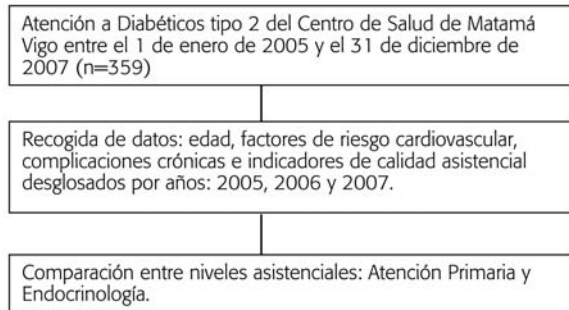 Atención a Diabéticos tipo 2 del Centro de Salud de Matamá
Vigo entre el 1 de enero de 2005 y el 31 de diciembre de
2007 (n=359)
Recogida de datos: edad, factores de riesgo cardiovascular,
complicaciones crónicas e indicadores de calidad asistencial
desglosados por años: 2005, 2006 y 2007.
Comparación entre niveles asistenciales: Atención Primaria y
Endocrinología.